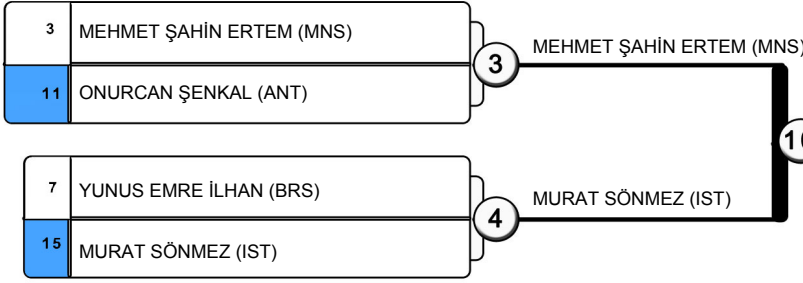 3 MEHMET ŞAHİN ERTEM (MNS)
11 ONURCAN ŞENKAL (ANT)
3
MEHMET ŞAHİN ERTEM (MNS)
7 YUNUS EMRE İLHAN (BRS)
15 MURAT SÖNMEZ (IST)
4
MURAT SÖNMEZ (IST)